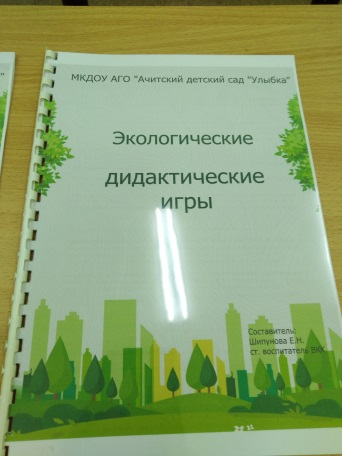 МКДОУ АГО "Ачитский детский сад "Улыбка"
Экологические
дидактические
игры
Составитель:
Шипунова Е.Н.
ст. воспитатель ВКК